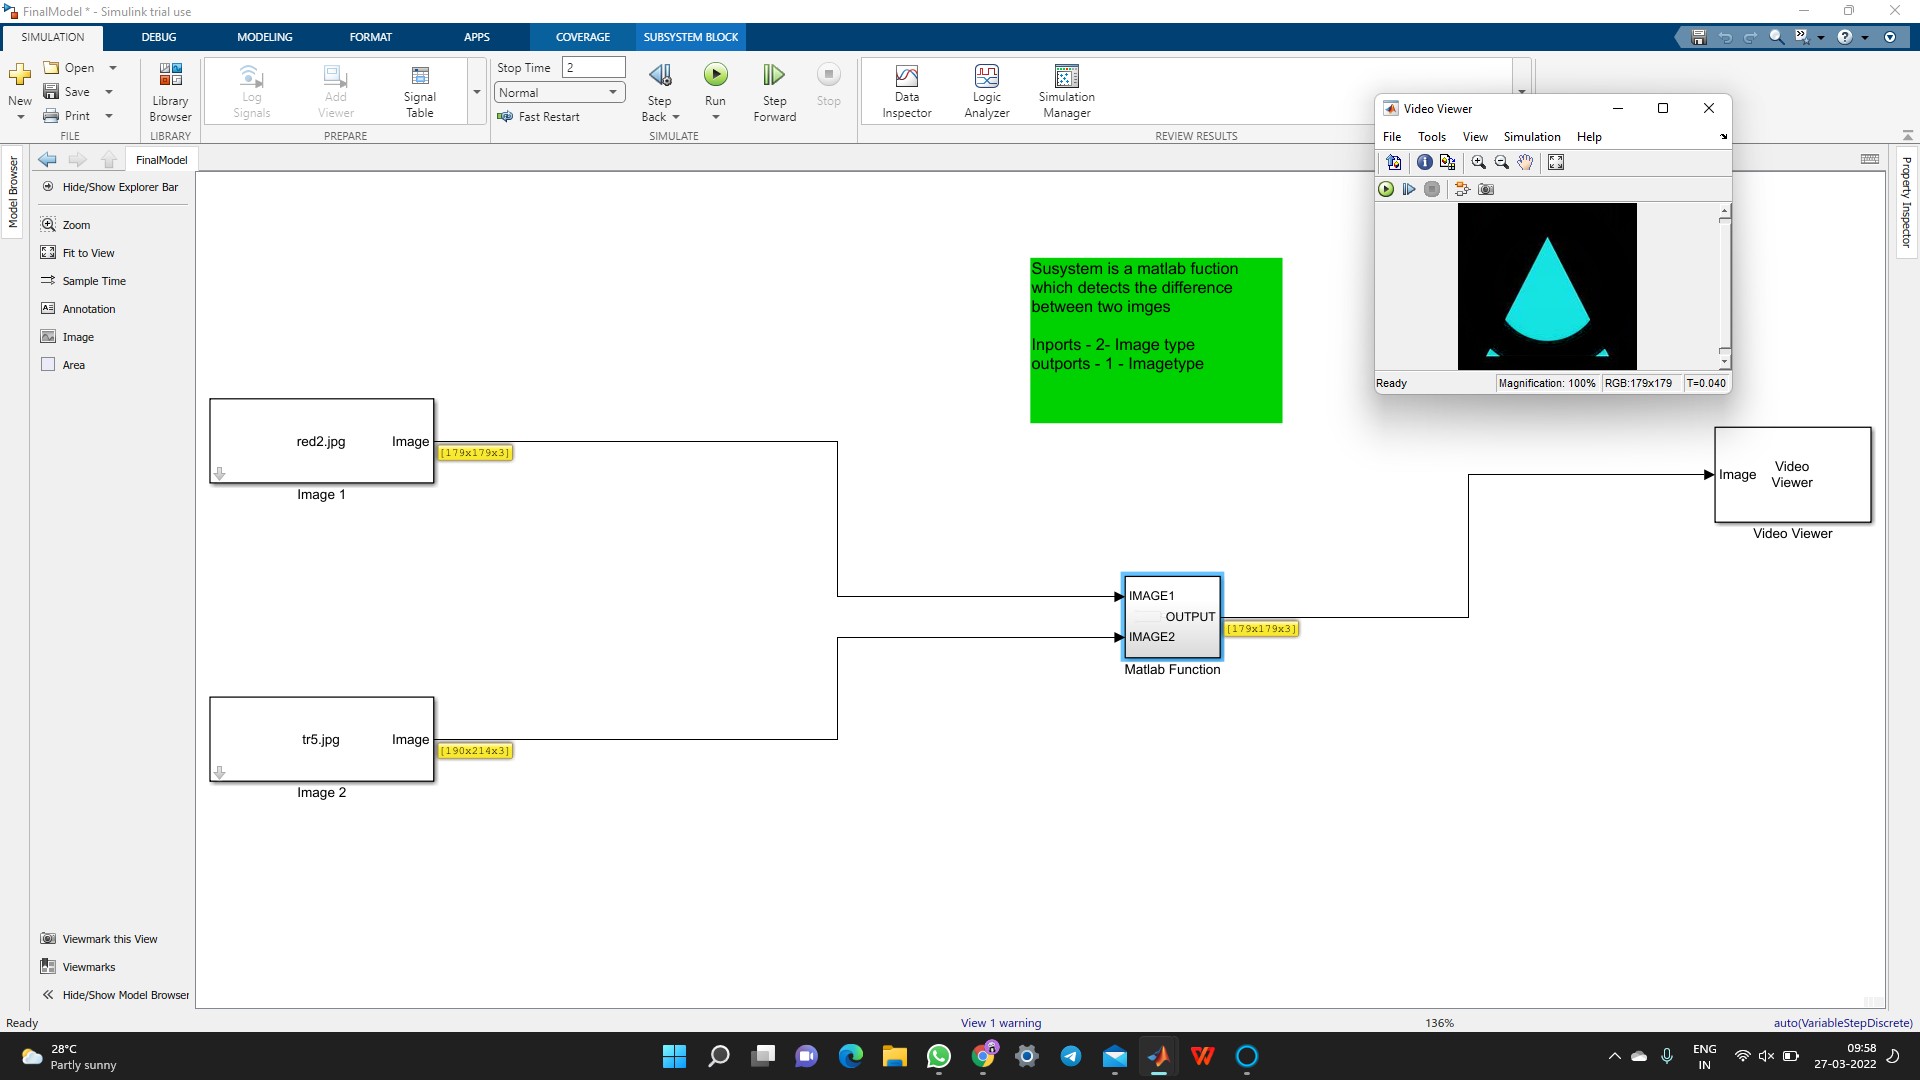 FinalModel * - Simulink trial use
SIMULATION DEBUG MODELING FORMAT APPS COVERAGE SUBSYSTEM BLOCK
New
Open
Save
Print
FILE
Library
Browser
LIBRARY
Log
Signals
Add
Viewer
Signal
Table
PREPARE
Stop Time 2
Normal
Fast Restart
Step
Back
Run
Step
Forward
Stop
SIMULATE
Data
Inspector
Logic
Analyzer
Simulation
Manager
REVIEW RESULTS
Model Browser
FinalModel
Hide/Show Explorer Bar
Zoom
Fit to View
Sample Time
Annotation
Image
Area
Viewmark this View
Viewmarks
Hide/Show Model Browser
Property Inspector
Video Viewer
File Tools View Simulation Help
Ready
Magnification: 100% RGB:179x179 T=0.040
Susystem is a matlab fuction
which detects the difference
between two imges
Inports - 2- Image type
outports - 1 - Imagetype
red2.jpg Image
[179x179x3]
Image 1
tr5.jpg Image
[190x214x3]
Image 2
IMAGE1
OUTPUT
IMAGE2
[179x179x3]
Matlab Function
Image
Video
Viewer
Video Viewer
Ready View 1 warning 136% auto(VariableStepDiscrete)
28°C
Partly sunny
ENG
IN
09:58
27-03-2022